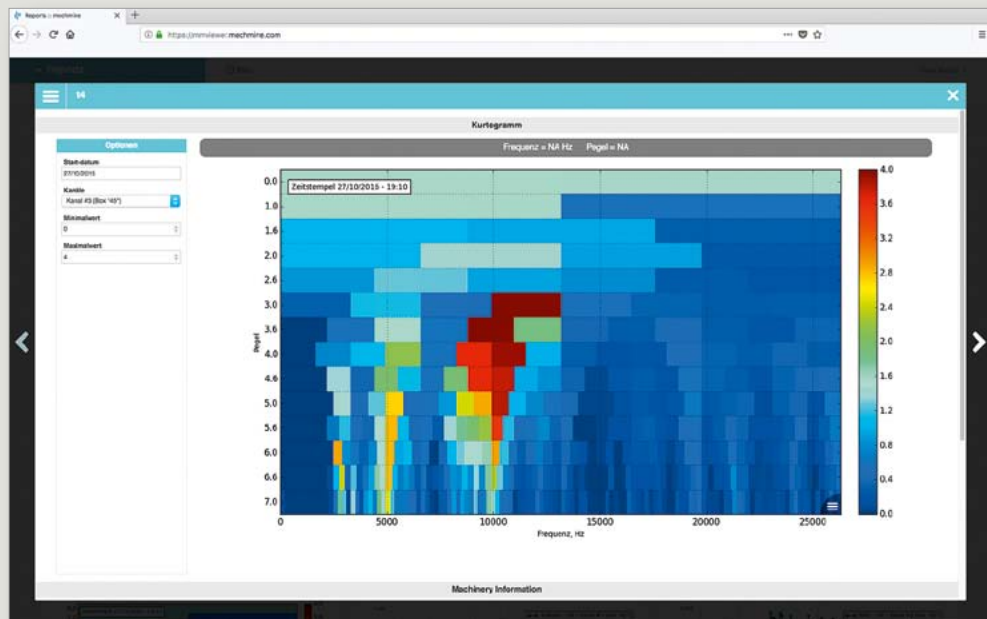 Reports :: mechmine
https://mmviewer.mechmine.com
t4
Kurtogramm
Optionen
Start-datum
27/10/2015
Kanäle
Kanal #3 (Box '49')
Minimalwert
0
Maximalwert
4
Frequenz = NA Hz Pegel = NA
Zeitstempel 27/10/2015 - 19:10
Pegel
0.0
1.0
1.6
2.0
2.6
3.0
3.6
4.0
4.6
5.0
5.6
6.0
6.4
7.0
0 5000 10000 15000 20000 25000
Frequenz, Hz
4.0
3.6
3.2
2.8
2.4
2.0
1.6
1.2
0.8
0.4
0.0
Machinery Information